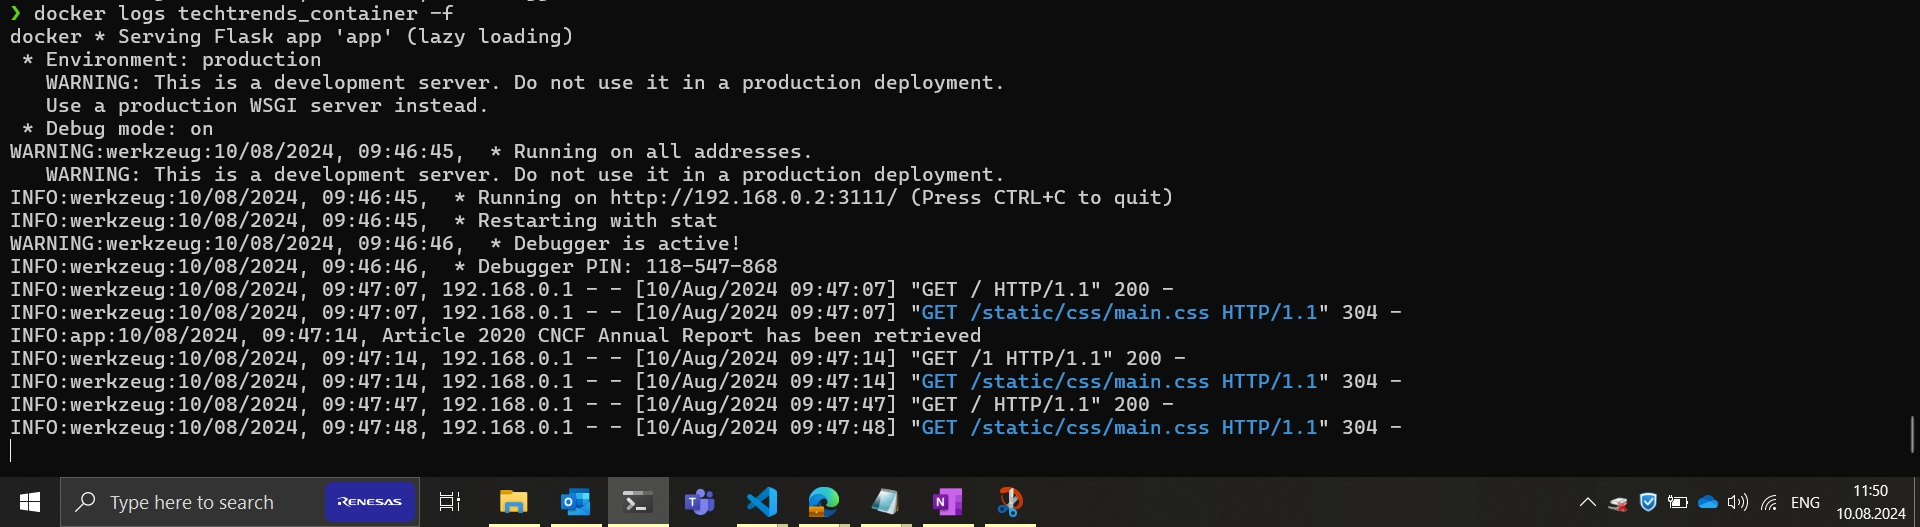 ❯ docker logs techtrends_container -f
docker * Serving Flask app 'app' (lazy loading)
 * Environment: production
   WARNING: This is a development server. Do not use it in a production deployment.
   Use a production WSGI server instead.
 * Debug mode: on
WARNING:werkzeug:10/08/2024, 09:46:45,  * Running on all addresses.
   WARNING: This is a development server. Do not use it in a production deployment.
INFO:werkzeug:10/08/2024, 09:46:45,  * Running on http://192.168.0.2:3111/ (Press CTRL+C to quit)
INFO:werkzeug:10/08/2024, 09:46:45,  * Restarting with stat
WARNING:werkzeug:10/08/2024, 09:46:46,  * Debugger is active!
INFO:werkzeug:10/08/2024, 09:46:46,  * Debugger PIN: 118-547-868
INFO:werkzeug:10/08/2024, 09:47:07, 192.168.0.1 - - [10/Aug/2024 09:47:07] "GET / HTTP/1.1" 200 -
INFO:werkzeug:10/08/2024, 09:47:07, 192.168.0.1 - - [10/Aug/2024 09:47:07] "GET /static/css/main.css HTTP/1.1" 304 -
INFO:app:10/08/2024, 09:47:14, Article 2020 CNCF Annual Report has been retrieved
INFO:werkzeug:10/08/2024, 09:47:14, 192.168.0.1 - - [10/Aug/2024 09:47:14] "GET /1 HTTP/1.1" 200 -
INFO:werkzeug:10/08/2024, 09:47:14, 192.168.0.1 - - [10/Aug/2024 09:47:14] "GET /static/css/main.css HTTP/1.1" 304 -
INFO:werkzeug:10/08/2024, 09:47:47, 192.168.0.1 - - [10/Aug/2024 09:47:47] "GET / HTTP/1.1" 200 -
INFO:werkzeug:10/08/2024, 09:47:48, 192.168.0.1 - - [10/Aug/2024 09:47:48] "GET /static/css/main.css HTTP/1.1" 304 -
Type here to search
RENESAS
ENG
11:50
10.08.2024